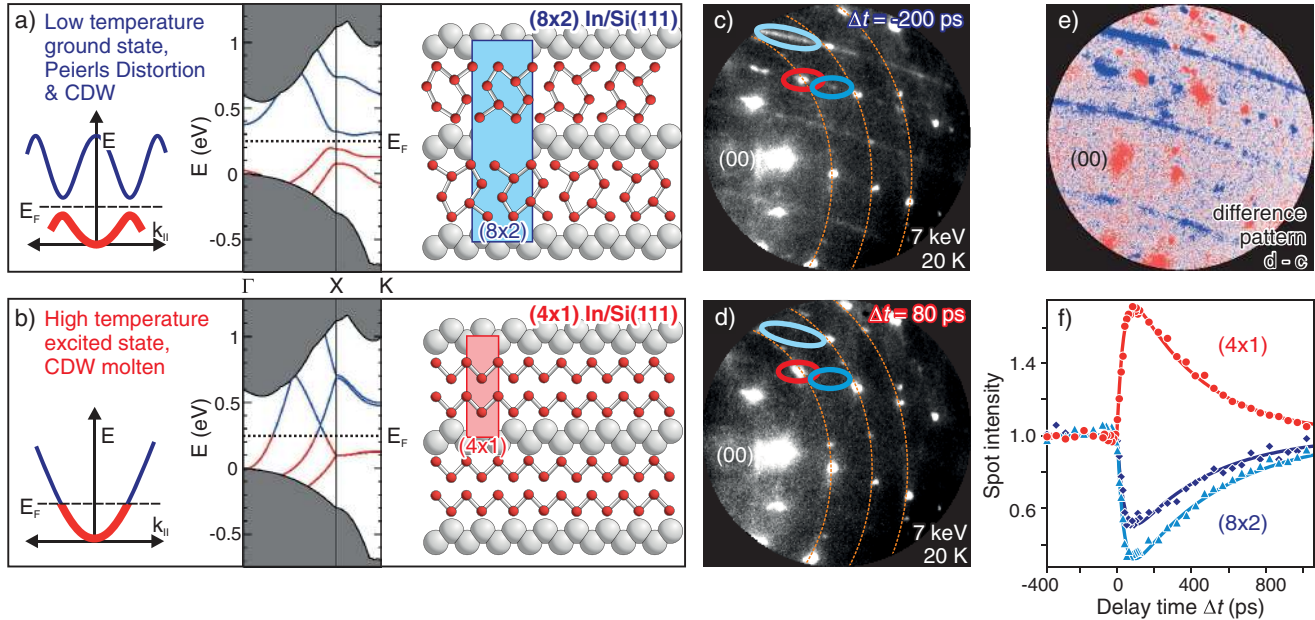 a) Low temperature
ground state,
Peierls Distortion
& CDW
E
E_F
k_||
E (eV)
1
0.5
0
-0.5
E_F
(8x2) In/Si(111)
(8x2)
Γ X K
b) High temperature
excited state,
CDW molten
E
E_F
k_||
E (eV)
1
0.5
0
-0.5
E_F
(4x1) In/Si(111)
(4x1)
c) Δt = -200 ps
(00)
7 keV
20 K
d) Δt = 80 ps
(00)
7 keV
20 K
e)
(00)
difference
pattern
d - c
f)
Spot intensity
1.4
1.0
0.6
(4x1)
(8x2)
-400 0 400 800
Delay time Δt (ps)